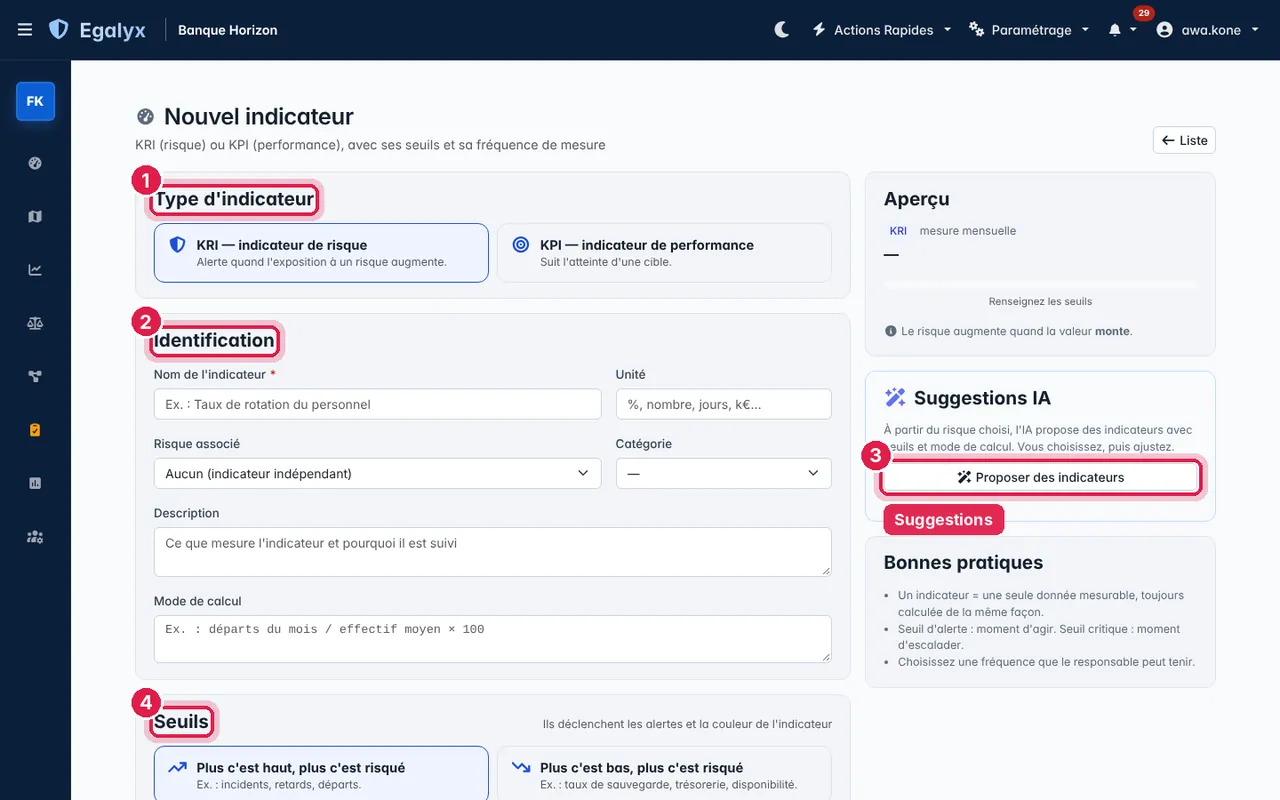 Egalyx
Banque Horizon
Actions Rapides
Paramétrage
29
awa.kone
FK
Nouvel indicateur
KRI (risque) ou KPI (performance), avec ses seuils et sa fréquence de mesure
Liste
1
Type d'indicateur
KRI — indicateur de risque
Alerte quand l'exposition à un risque augmente.
KPI — indicateur de performance
Suit l'atteinte d'une cible.
2
Identification
Nom de l'indicateur *
Ex. : Taux de rotation du personnel
Unité
%, nombre, jours, k€...
Risque associé
Aucun (indicateur indépendant)
Catégorie
—
Description
Ce que mesure l'indicateur et pourquoi il est suivi
Mode de calcul
Ex. : départs du mois / effectif moyen × 100
4
Seuils
Ils déclenchent les alertes et la couleur de l'indicateur
Plus c'est haut, plus c'est risqué
Ex. : incidents, retards, départs.
Plus c'est bas, plus c'est risqué
Ex. : taux de sauvegarde, trésorerie, disponibilité.
Aperçu
KRI mesure mensuelle
—
Renseignez les seuils
Le risque augmente quand la valeur monte.
Suggestions IA
À partir du risque choisi, l'IA propose des indicateurs avec
seuils et mode de calcul. Vous choisissez, puis ajustez.
3
Proposer des indicateurs
Suggestions
Bonnes pratiques
• Un indicateur = une seule donnée mesurable, toujours
calculée de la même façon.
• Seuil d'alerte : moment d'agir. Seuil critique : moment
d'escalader.
• Choisissez une fréquence que le responsable peut tenir.